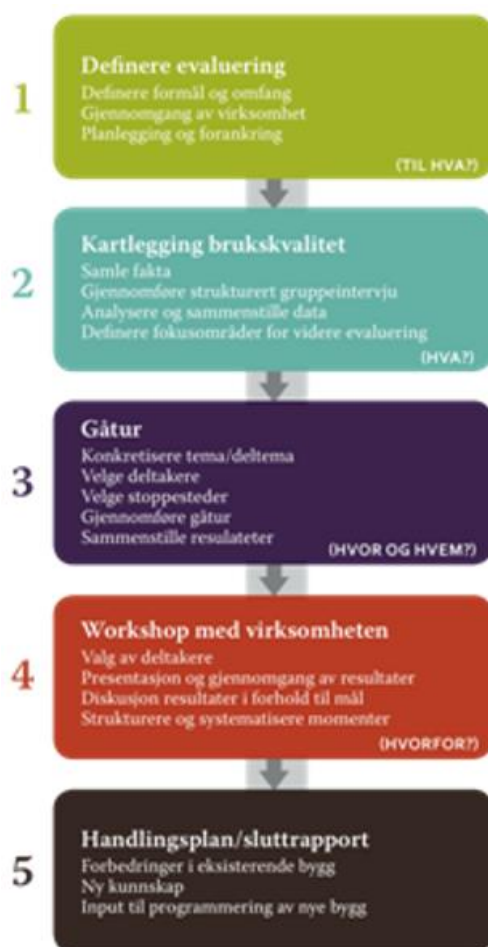 1
Definere evaluering
Definere formål og omfang
Gjennomgang av virksomhet
Planlegging og forankring
(TIL HVA?)
2
Kartlegging brukskvalitet
Samle fakta
Gjennomføre strukturert gruppeintervju
Analysere og sammenstille data
Definere fokusområder for videre evaluering
(HVA?)
3
Gåtur
Konkretisere tema/deltema
Velge deltakere
Velge stoppesteder
Gjennomføre gåtur
Sammenstille resulateter
(HVOR OG HVEM?)
4
Workshop med virksomheten
Valg av deltakere
Presentasjon og gjennomgang av resultater
Diskusjon resultater i forhold til mål
Strukturere og systematisere momenter
(HVORFOR?)
5
Handlingsplan/sluttrapport
Forbedringer i eksisterende bygg
Ny kunnskap
Input til programmering av nye bygg